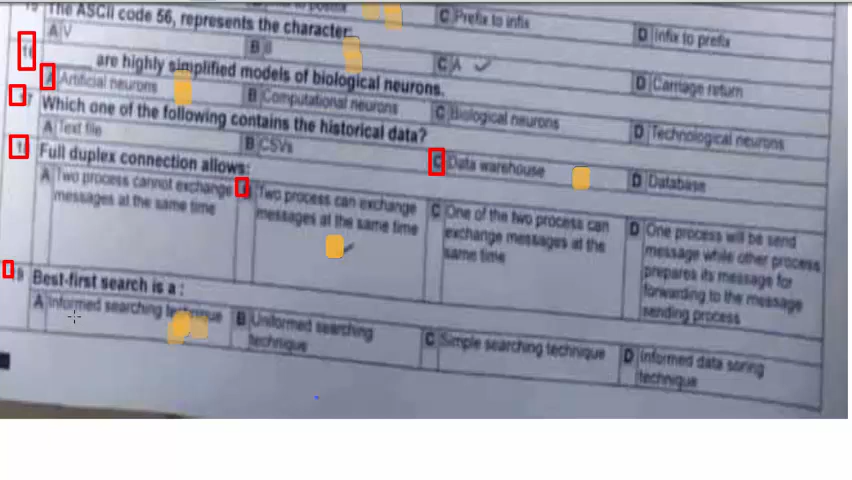 C Prefix to infix
D Infix to prefix
The ASCII code 56, represents the character:
A V
B 8
C A
D Carriage return
are highly simplified models of biological neurons.
A Artificial neurons
B Computational neurons
C Biological neurons
D Technological neurons
17 Which one of the following contains the historical data?
A Text file
B CSVs
C Data warehouse
D Database
Full duplex connection allows:
A Two process cannot exchange
messages at the same time
Two process can exchange
messages at the same time
C One of the two process can
exchange messages at the
same time
D One process will be send
message while other process
prepares its message for
forwarding to the message
sending process
Best-first search is a :
A Informed searching technique
B Uniformed searching
technique
C Simple searching technique
D Informed data soring
technique